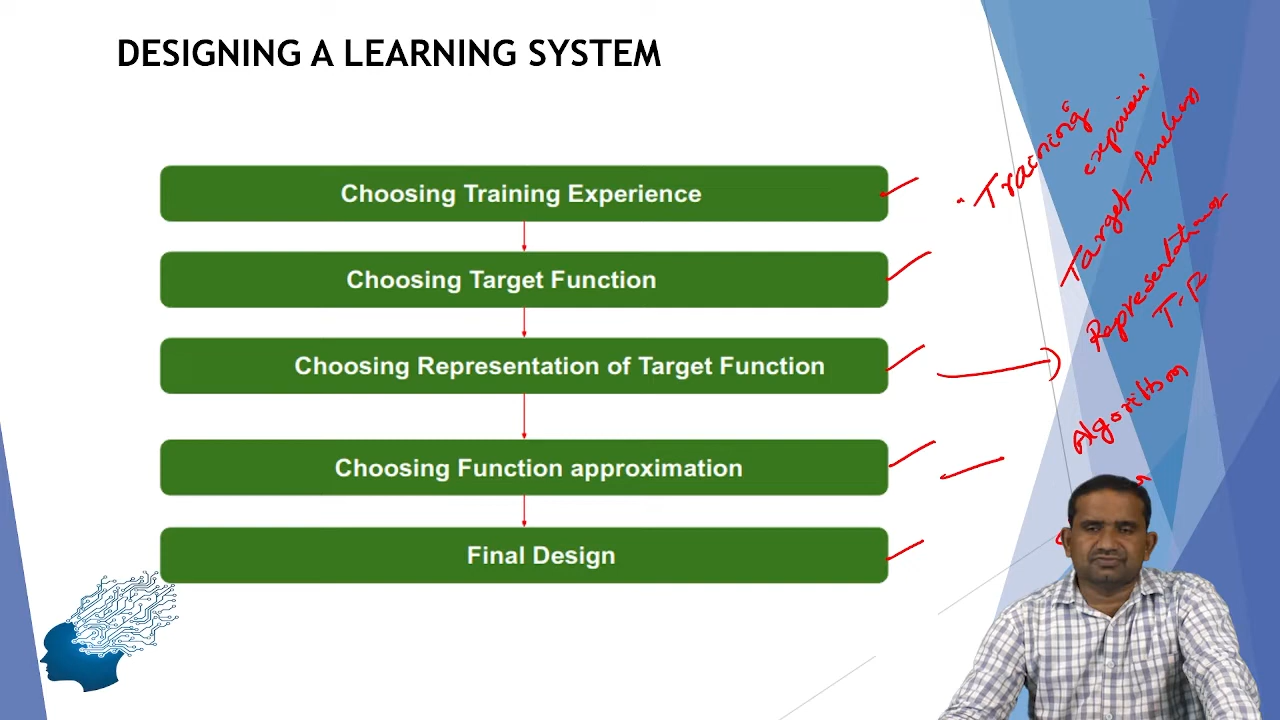 DESIGNING A LEARNING SYSTEM
Choosing Training Experience
Choosing Target Function
Choosing Representation of Target Function
Choosing Function approximation
Final Design
Training
Target function
Representation
T.F
Algorithm